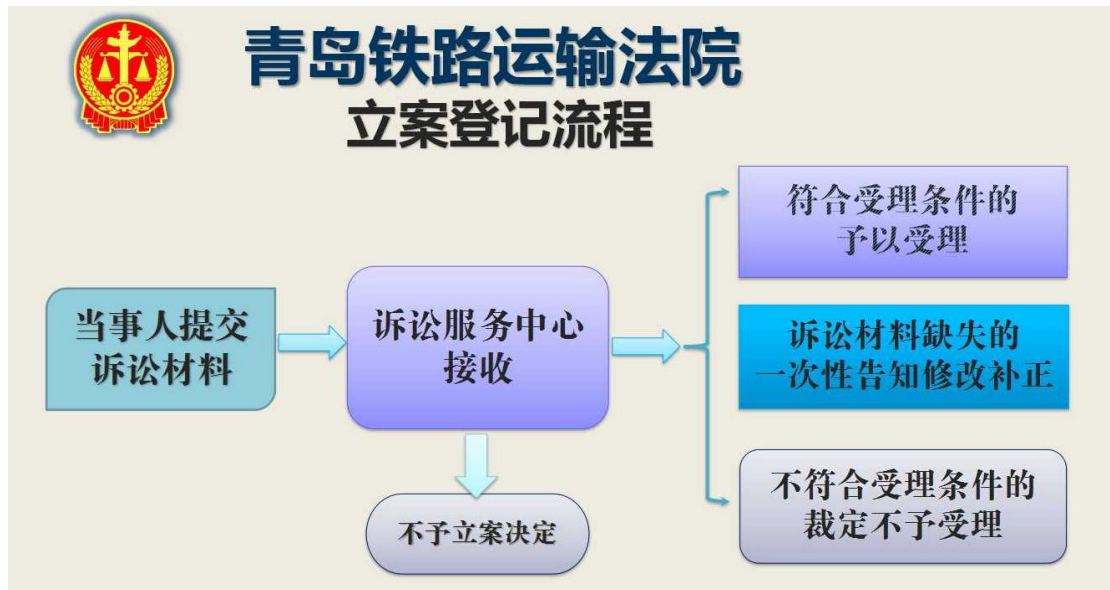 青岛铁路运输法院
立案登记流程
当事人提交
诉讼材料
诉讼服务中心
接收
不予立案决定
符合受理条件的
予以受理
诉讼材料缺失的
一次性告知修改补正
不符合受理条件的
裁定不予受理